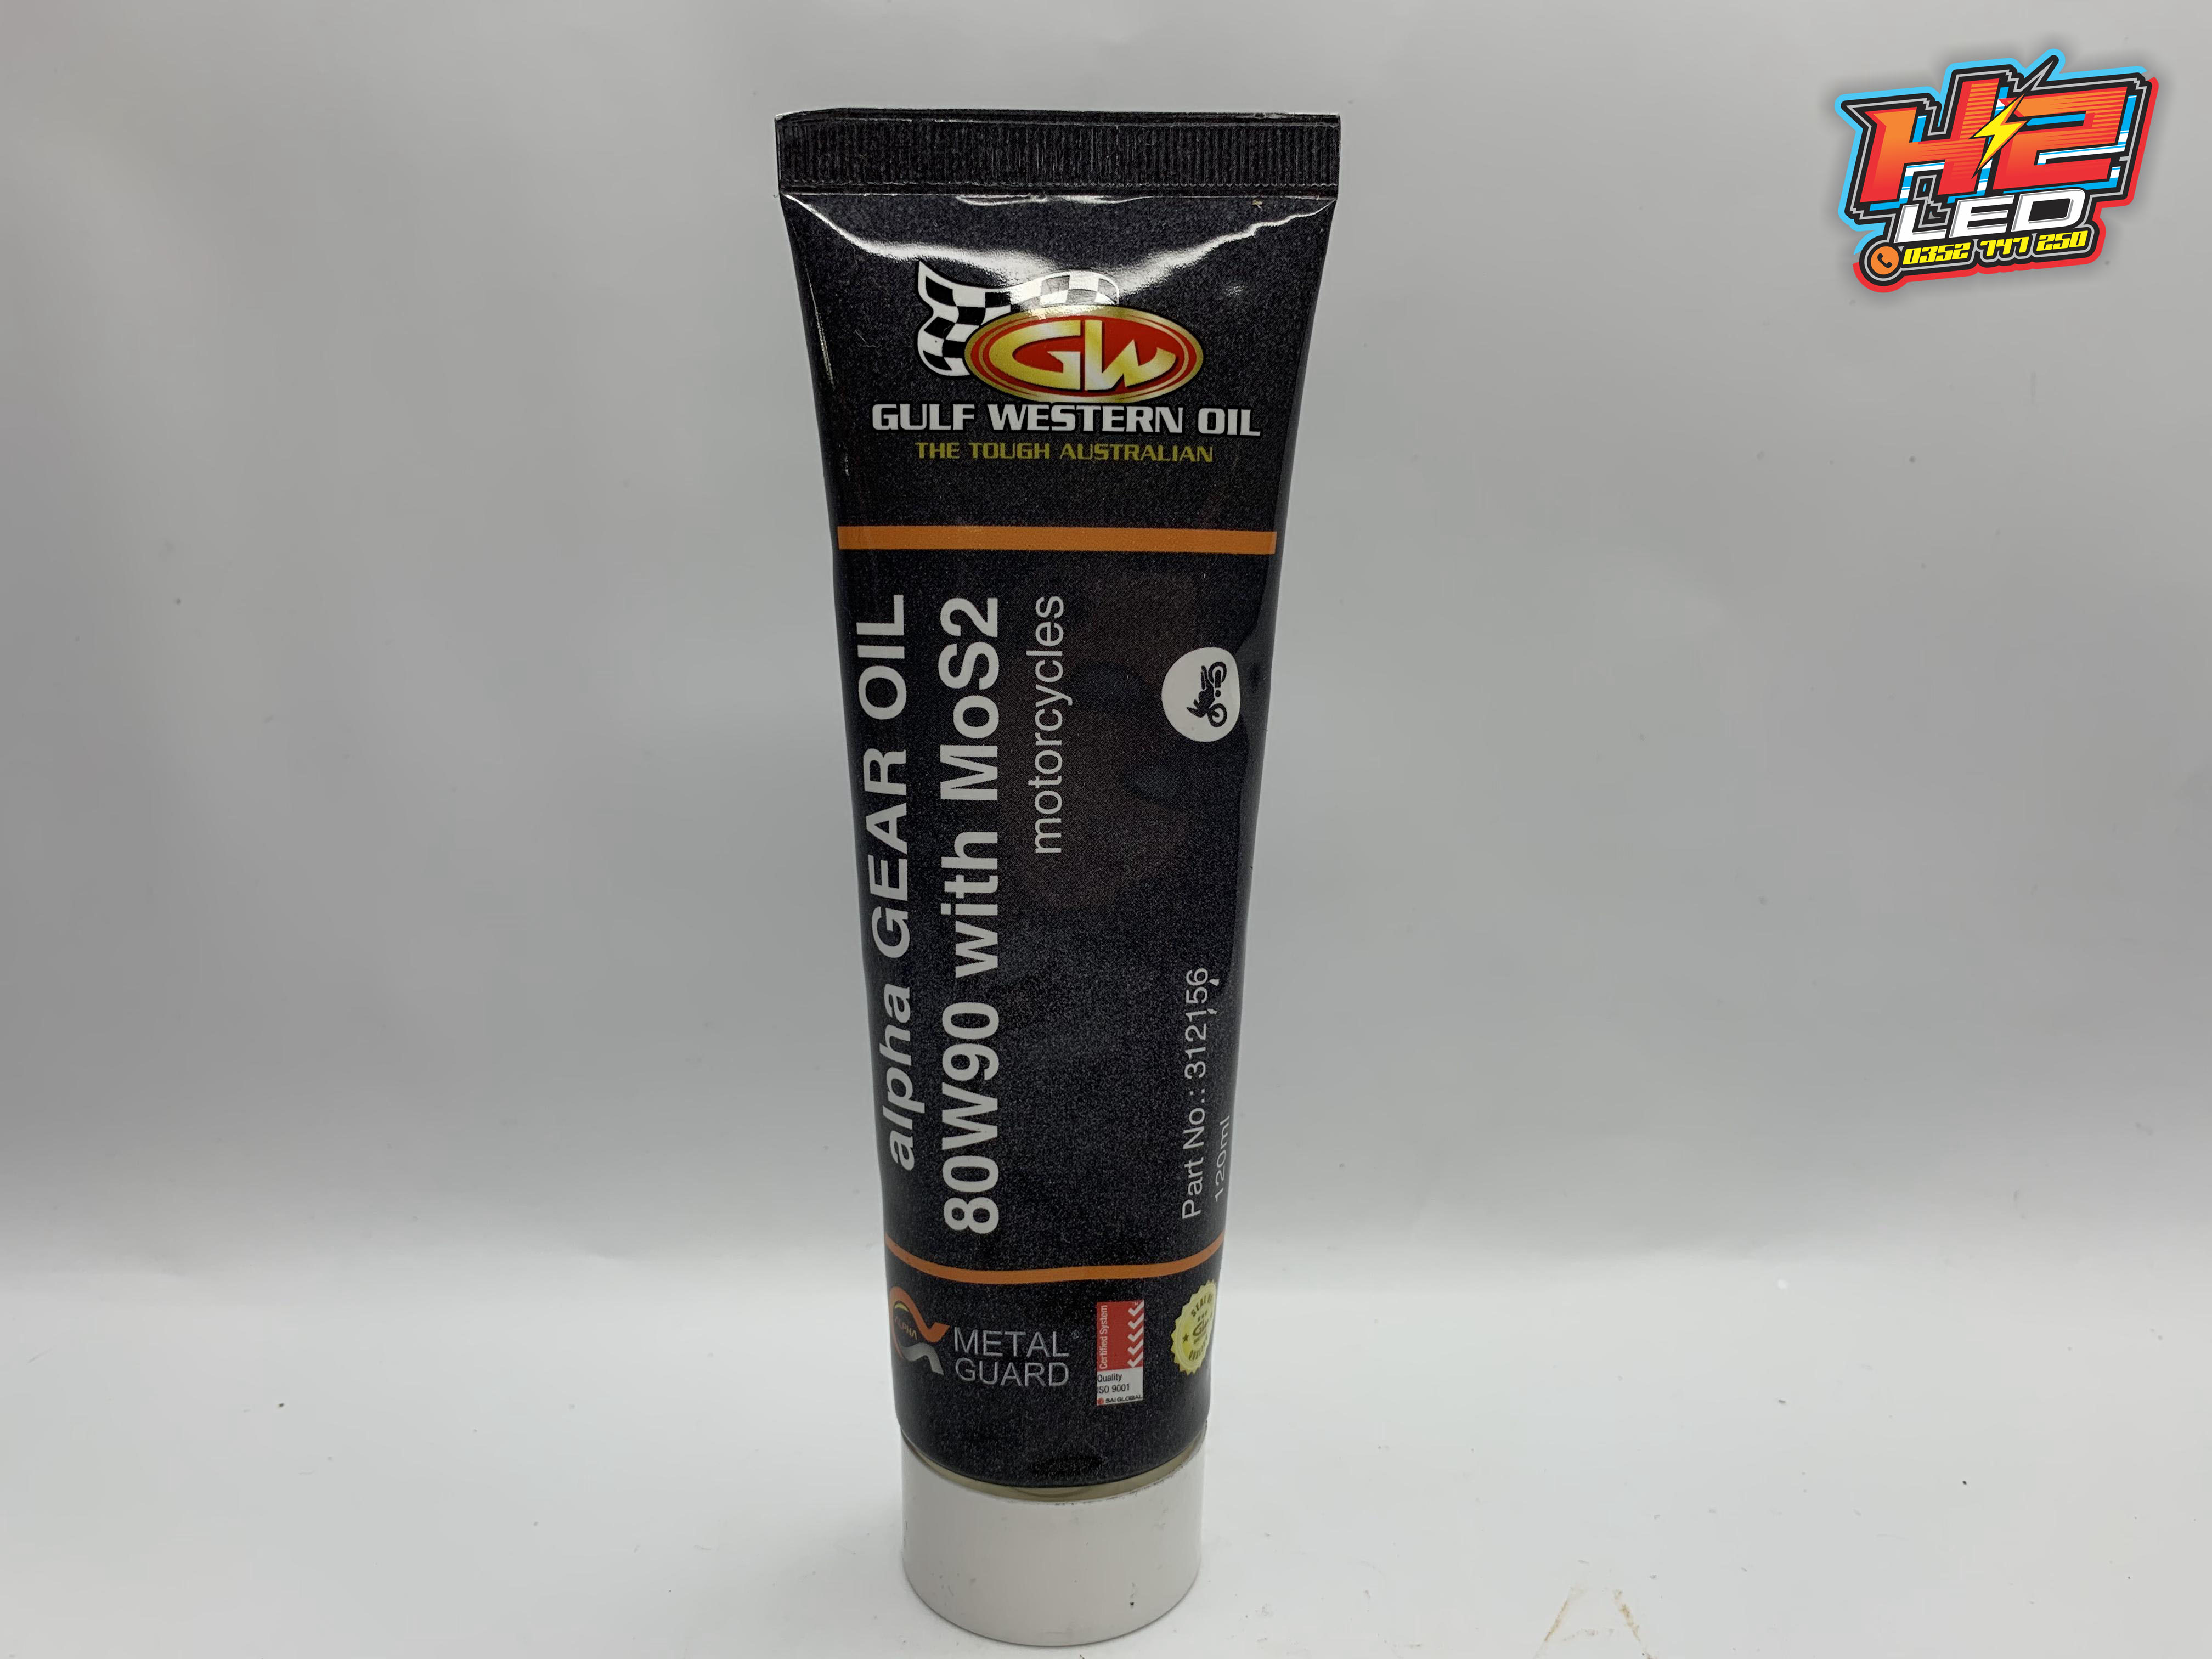 H2
LED
0352 747 250
GW
GULF WESTERN OIL
THE TOUGH AUSTRALIAN
alpha GEAR OIL
80W90 with MoS2
motorcycles
Part No.: 312156
120ml
ALPHA
METAL
GUARD®
Certified System
Quality
ISO 9001
SAI GLOBAL